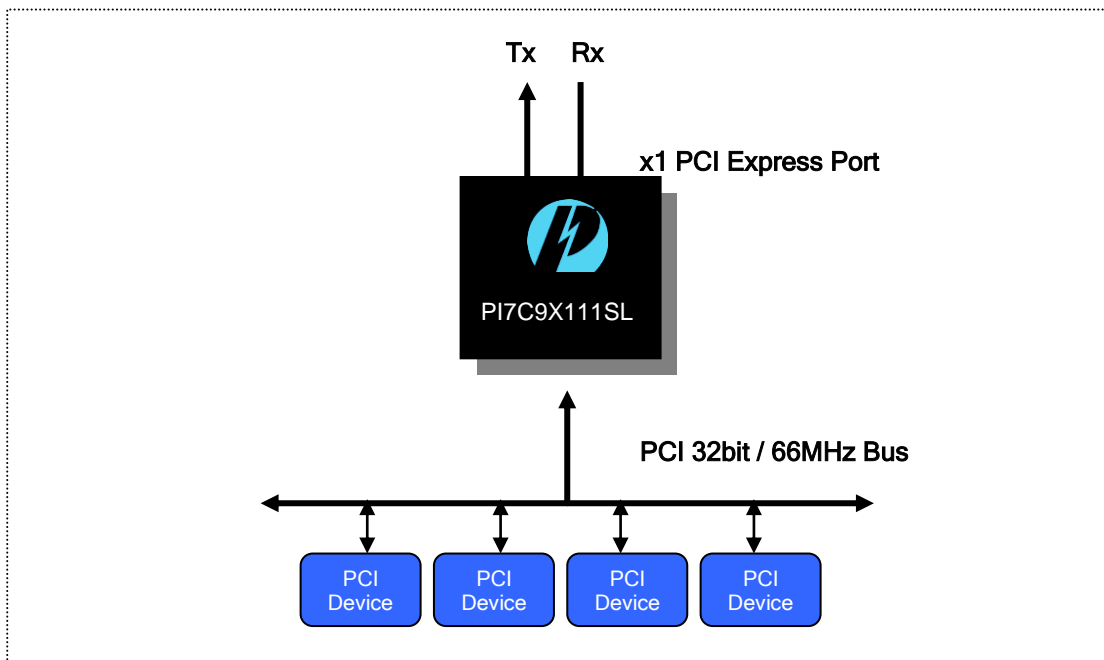 Tx Rx
x1 PCI Express Port
PI7C9X111SL
PCI 32bit / 66MHz Bus
PCI
Device
PCI
Device
PCI
Device
PCI
Device